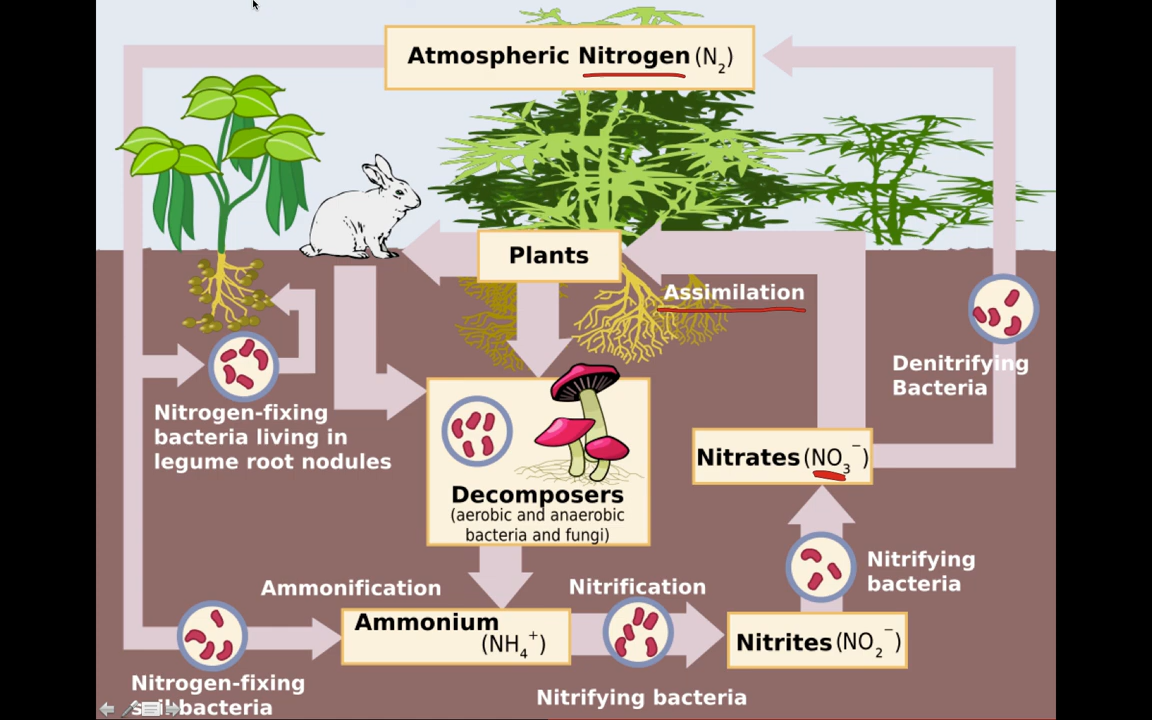 Atmospheric Nitrogen (N₂)
Plants
Assimilation
Denitrifying
Bacteria
Nitrogen-fixing
bacteria living in
legume root nodules
Nitrates (NO₃⁻)
Decomposers
(aerobic and anaerobic
bacteria and fungi)
Nitrifying
bacteria
Ammonification
Nitrification
Ammonium
(NH₄⁺)
Nitrites (NO₂⁻)
Nitrogen-fixing
soil bacteria
Nitrifying bacteria